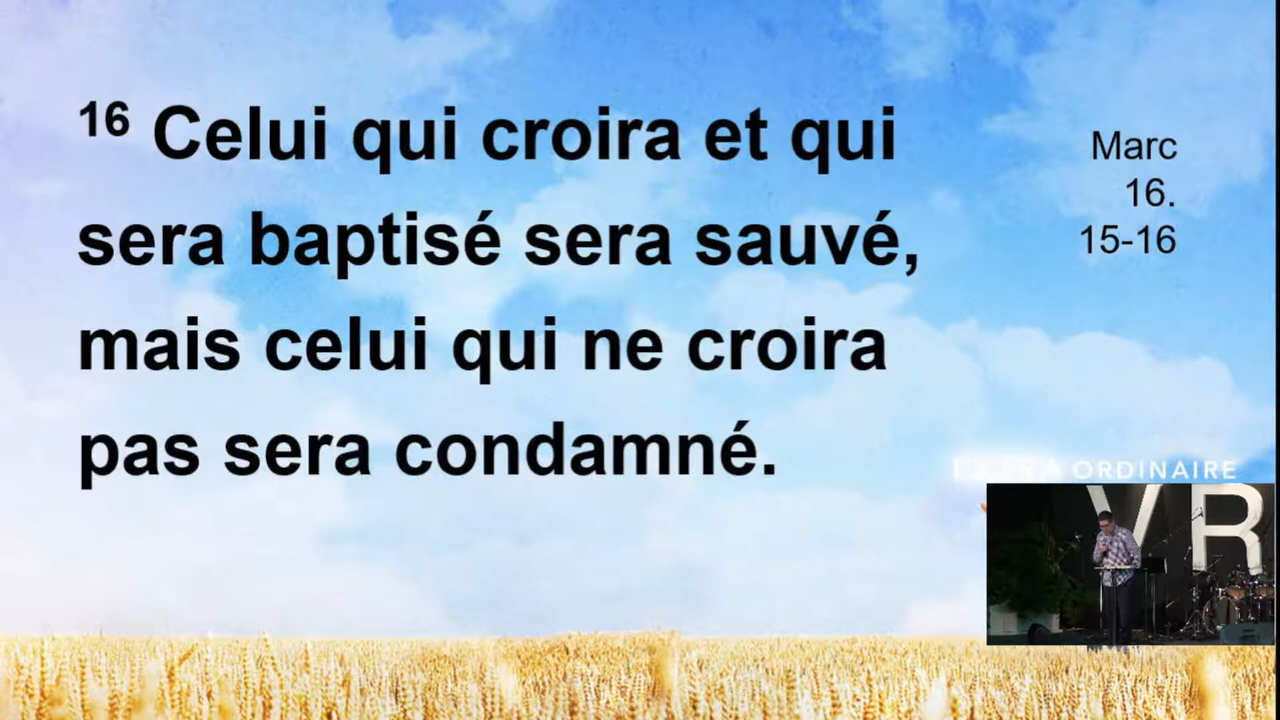 16 Celui qui croira et qui
sera baptisé sera sauvé,
mais celui qui ne croira
pas sera condamné.
Marc
16.
15-16
ORDINAIRE
VR